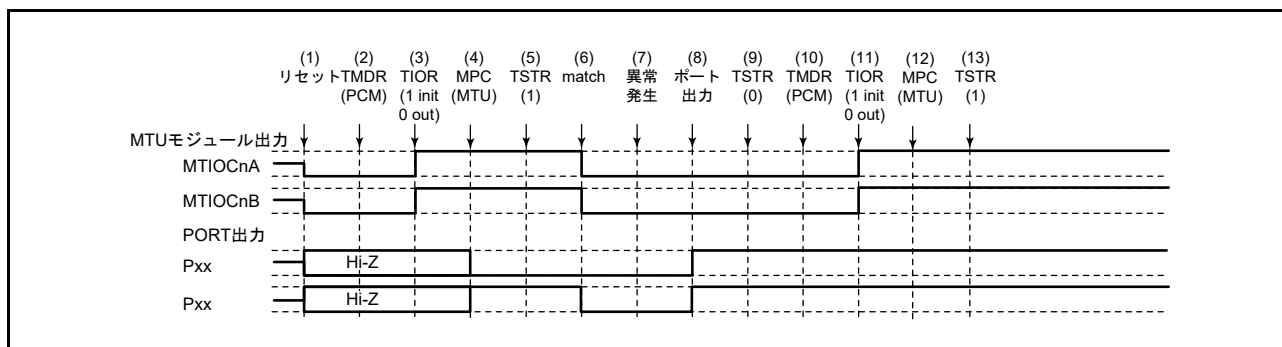 (1) (2) (3) (4) (5) (6) (7) (8) (9) (10) (11) (12) (13)
リセット TMDR TIOR MPC TSTR match 異常 ポート TSTR TMDR TIOR MPC TSTR
(PCM) (1 init (MTU) (1) 発生 出力 (0) (PCM) (1 init (MTU) (1)
0 out) 0 out)
MTUモジュール出力
MTIOCnA
MTIOCnB
PORT出力
Pxx Hi-Z
Pxx Hi-Z